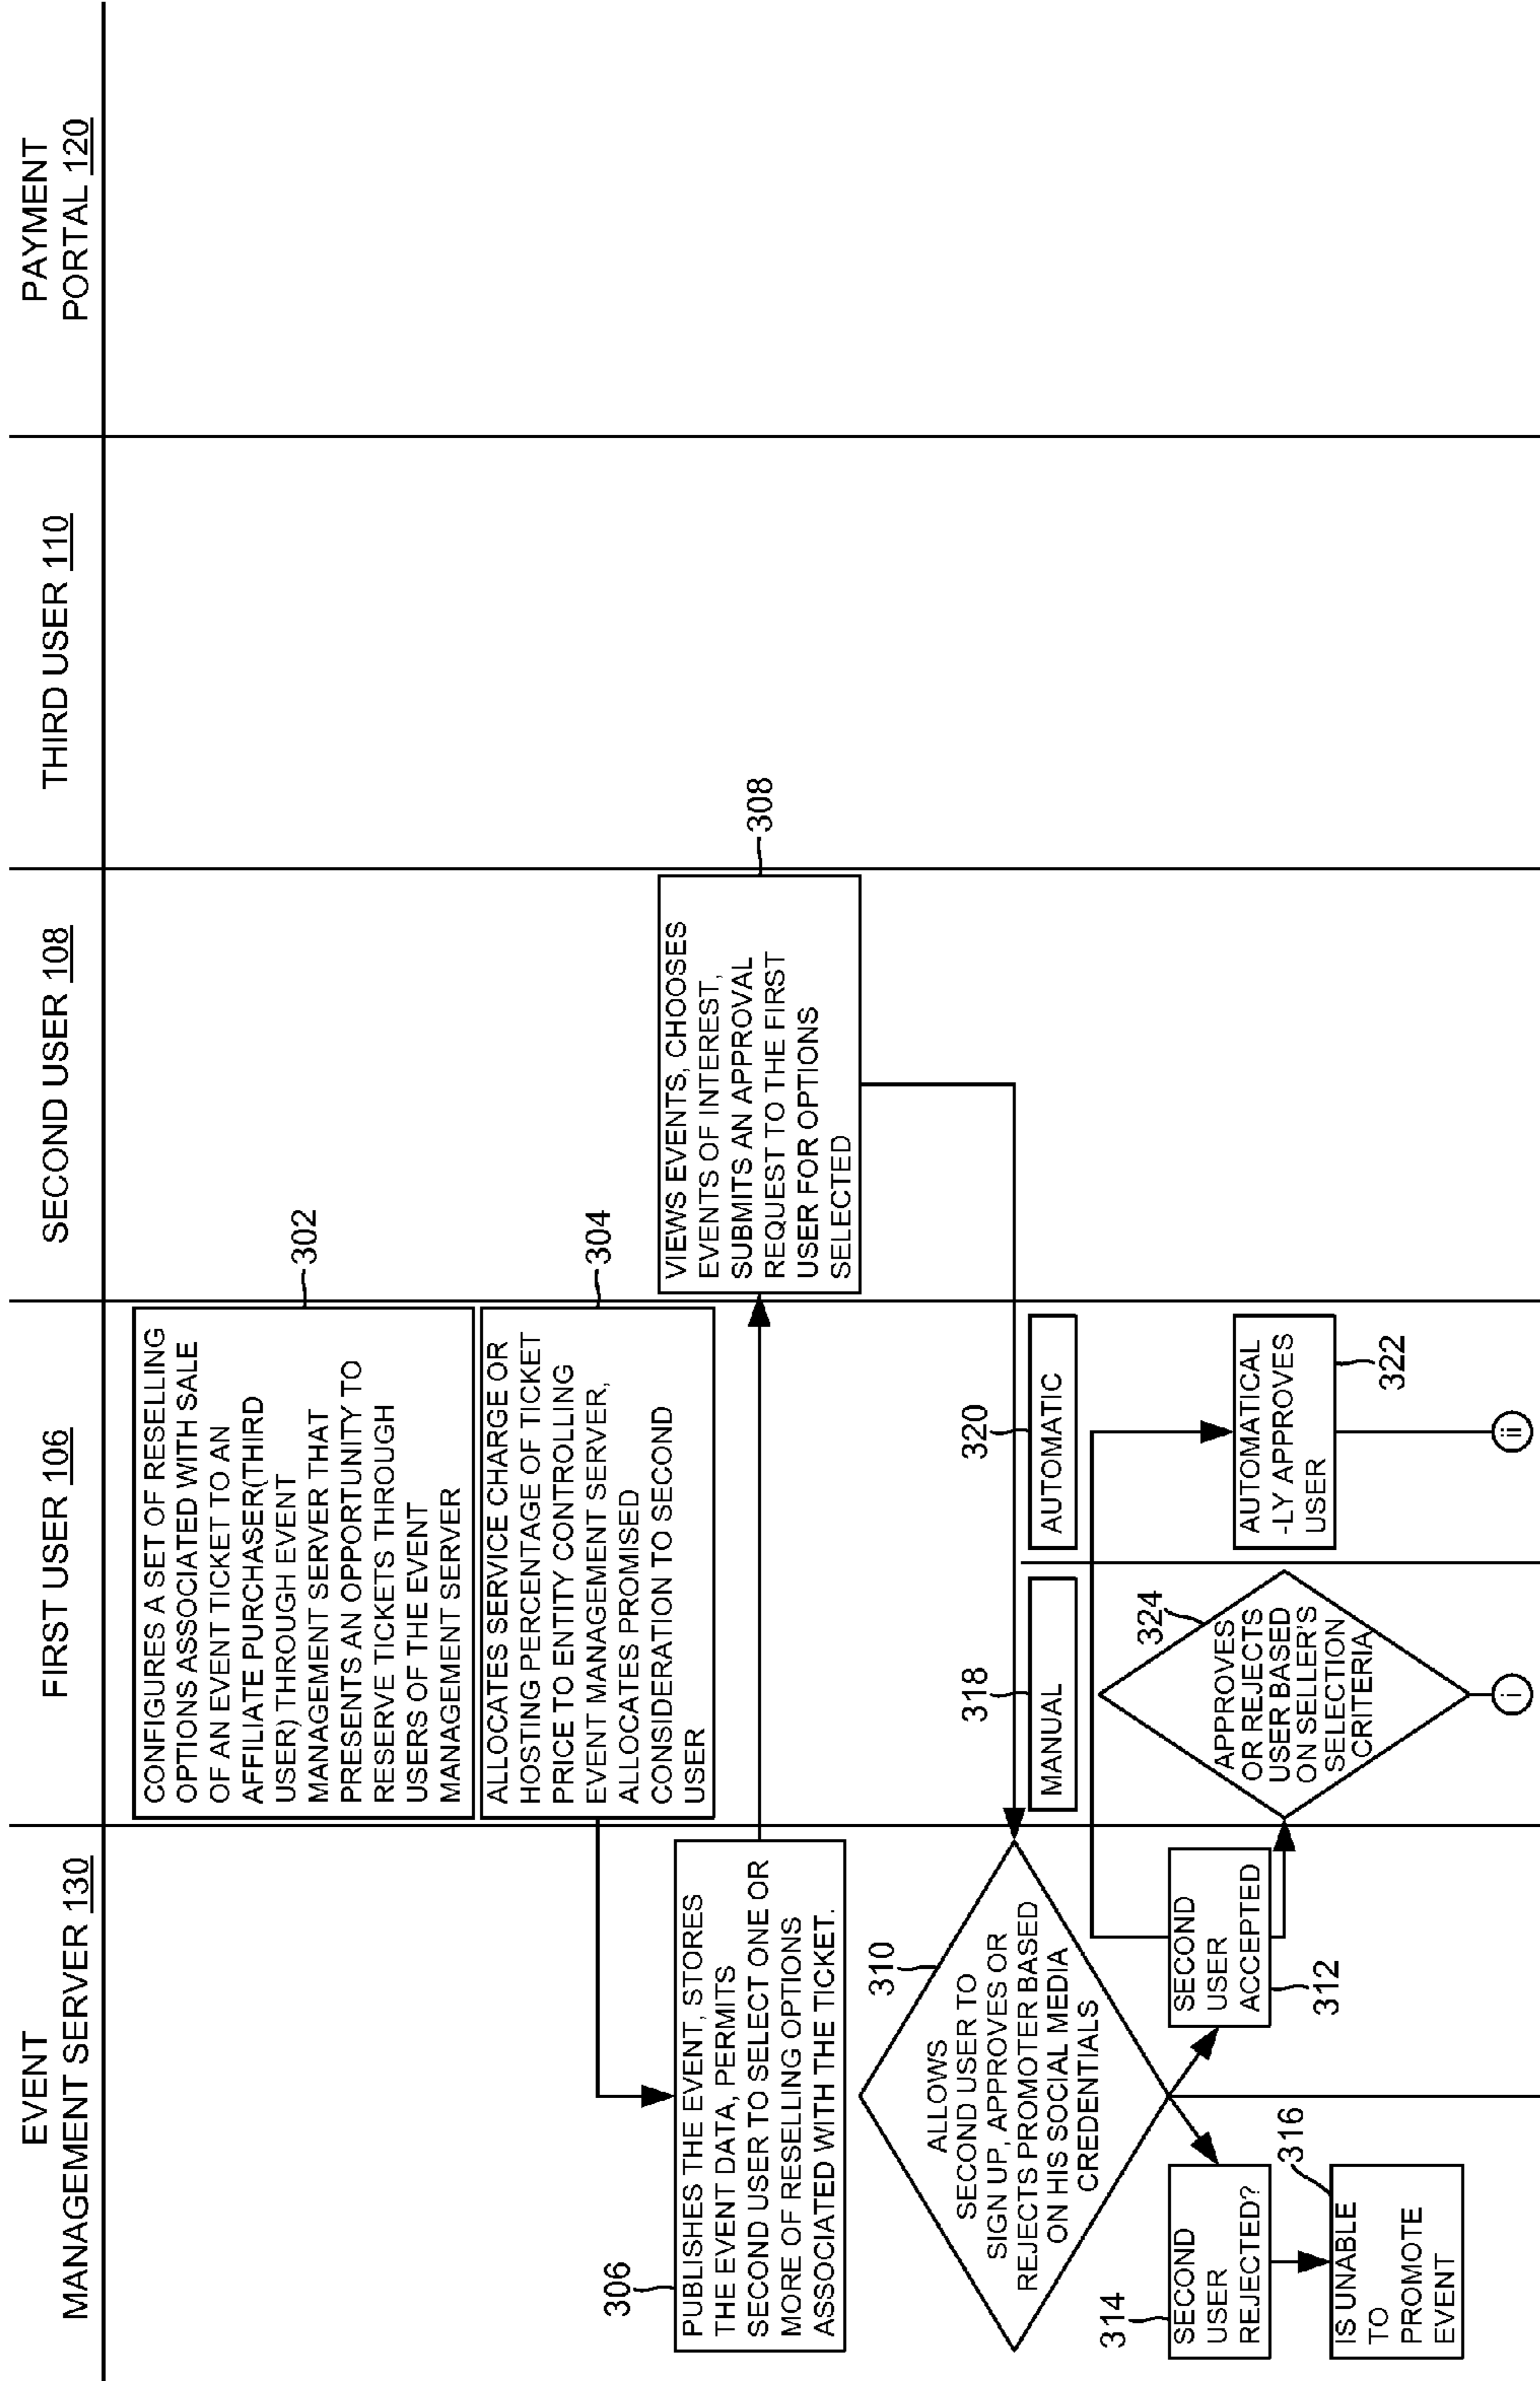 EVENT
MANAGEMENT SERVER 130
FIRST USER 106
SECOND USER 108
THIRD USER 110
PAYMENT
PORTAL 120
CONFIGURES A SET OF RESELLING
OPTIONS ASSOCIATED WITH SALE
OF AN EVENT TICKET TO AN
AFFILIATE PURCHASER(THIRD
USER) THROUGH EVENT
MANAGEMENT SERVER THAT
PRESENTS AN OPPORTUNITY TO
RESERVE TICKETS THROUGH
USERS OF THE EVENT
MANAGEMENT SERVER
302
ALLOCATES SERVICE CHARGE OR
HOSTING PERCENTAGE OF TICKET
PRICE TO ENTITY CONTROLLING
EVENT MANAGEMENT SERVER,
ALLOCATES PROMISED
CONSIDERATION TO SECOND
USER
304
306
PUBLISHES THE EVENT, STORES
THE EVENT DATA, PERMITS
SECOND USER TO SELECT ONE OR
MORE OF RESELLING OPTIONS
ASSOCIATED WITH THE TICKET.
VIEWS EVENTS, CHOOSES
EVENTS OF INTEREST,
SUBMITS AN APPROVAL
REQUEST TO THE FIRST
USER FOR OPTIONS
SELECTED
308
310
ALLOWS
SECOND USER TO
SIGN UP, APPROVES OR
REJECTS PROMOTER BASED
ON HIS SOCIAL MEDIA
CREDENTIALS
318
MANUAL
320
AUTOMATIC
314
SECOND
USER
REJECTED?
316
IS UNABLE
TO
PROMOTE
EVENT
SECOND
USER
ACCEPTED
312
324
APPROVES
OR REJECTS
USER BASED
ON SELLER'S
SELECTION
CRITERIA
i
AUTOMATICAL
-LY APPROVES
USER
322
ii